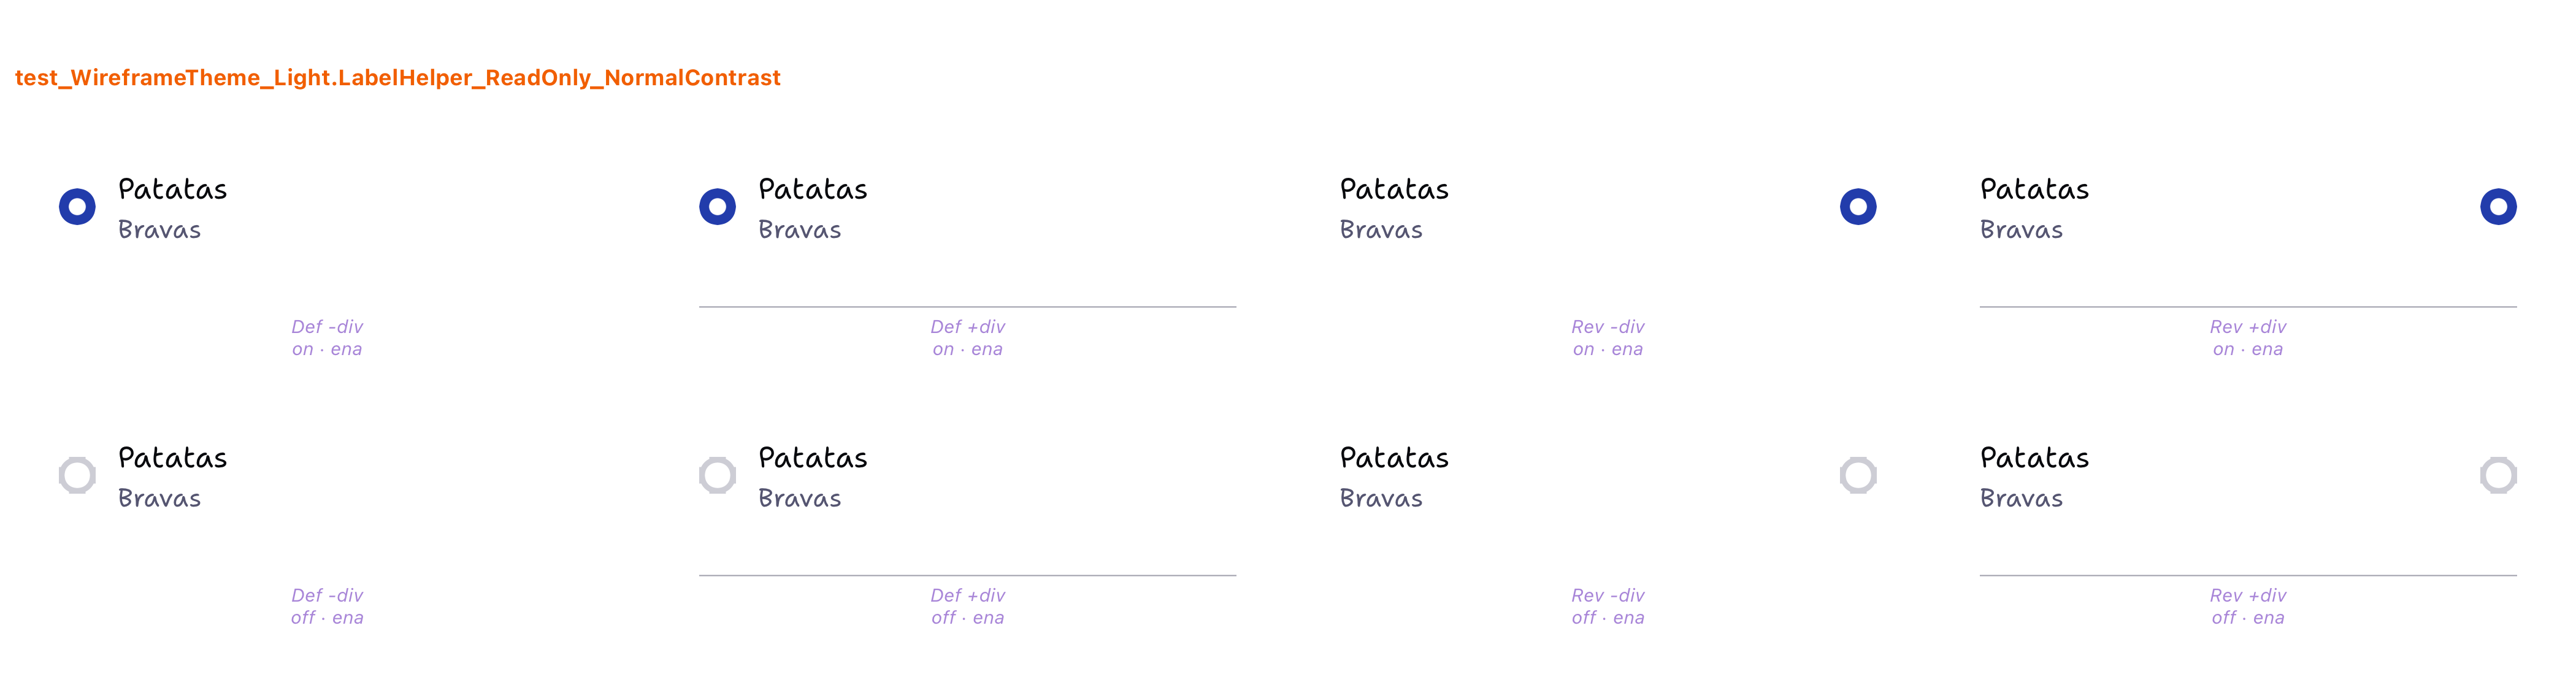 test_WireframeTheme_Light.LabelHelper_ReadOnly_NormalContrast
Patatas
Bravas
Def -div
on · ena
Patatas
Bravas
Def +div
on · ena
Patatas
Bravas
Rev -div
on · ena
Patatas
Bravas
Rev +div
on · ena
Patatas
Bravas
Def -div
off · ena
Patatas
Bravas
Def +div
off · ena
Patatas
Bravas
Rev -div
off · ena
Patatas
Bravas
Rev +div
off · ena